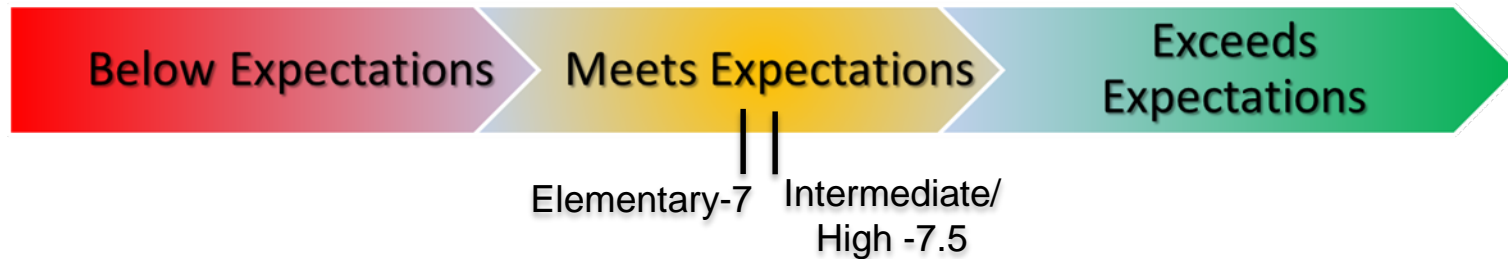 Below Expectations
Meets Expectations
Exceeds
Expectations
Elementary-7
Intermediate/
High -7.5